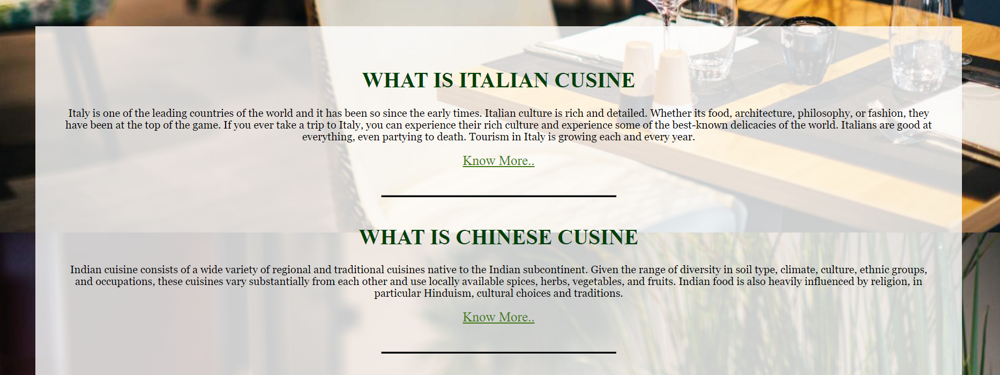 WHAT IS ITALIAN CUSINE
Italy is one of the leading countries of the world and it has been so since the early times. Italian culture is rich and detailed. Whether its food, architecture, philosophy, or fashion, they
have been at the top of the game. If you ever take a trip to Italy, you can experience their rich culture and experience some of the best-known delicacies of the world. Italians are good at
everything, even partying to death. Tourism in Italy is growing each and every year.
Know More..
WHAT IS CHINESE CUSINE
Indian cuisine consists of a wide variety of regional and traditional cuisines native to the Indian subcontinent. Given the range of diversity in soil type, climate, culture, ethnic groups,
and occupations, these cuisines vary substantially from each other and use locally available spices, herbs, vegetables, and fruits. Indian food is also heavily influenced by religion, in
particular Hinduism, cultural choices and traditions.
Know More..